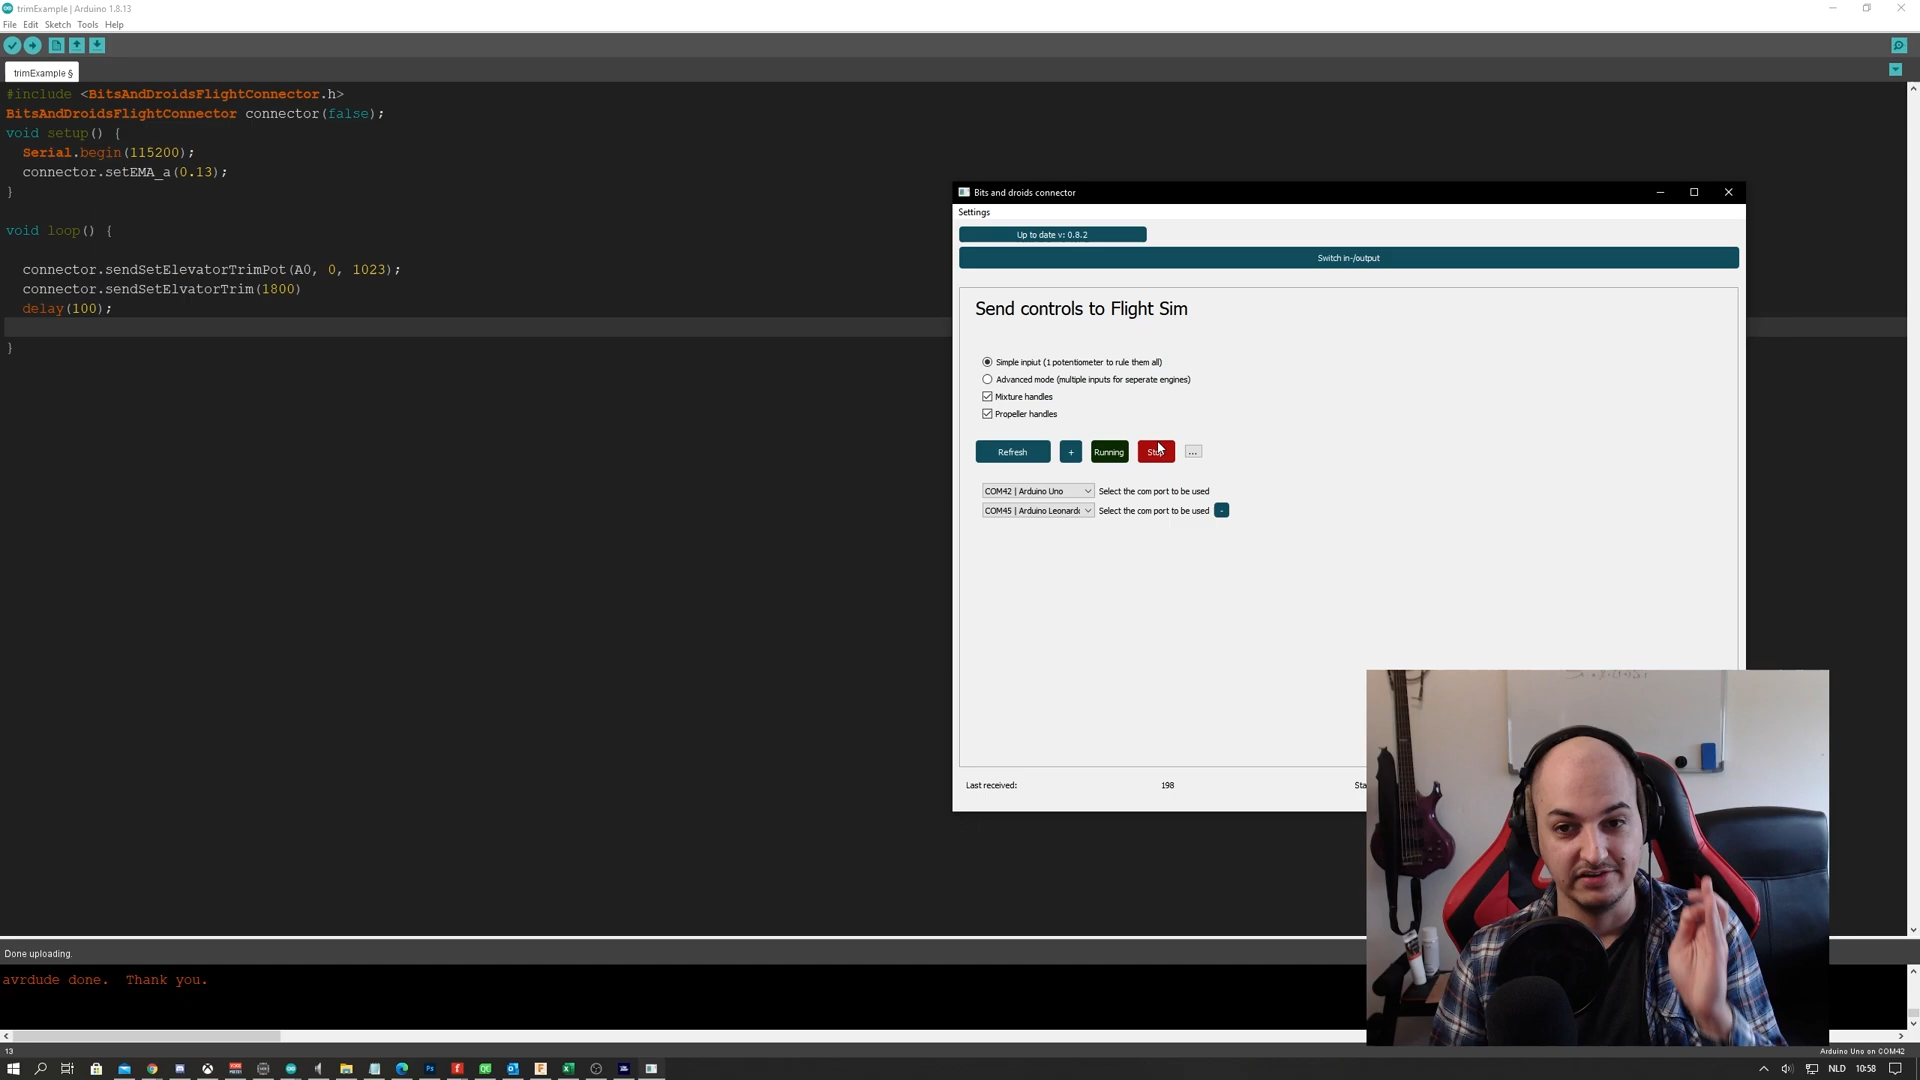 trimExample | Arduino 1.8.13
File Edit Sketch Tools Help
trimExample §
#include <BitsAndDroidsFlightConnector.h>
BitsAndDroidsFlightConnector connector(false);
void setup() {
Serial.begin(115200);
connector.setEMA_a(0.13);
}
void loop() {
connector.sendSetElevatorTrimPot(A0, 0, 1023);
connector.sendSetElvatorTrim(1800)
delay(100);
}
Bits and droids connector
Settings
Up to date v: 0.8.2
Switch in-/output
Send controls to Flight Sim
Simple inpiut (1 potentiometer to rule them all)
Advanced mode (multiple inputs for seperate engines)
Mixture handles
Propeller handles
Refresh + Running ...
COM42 | Arduino Uno Select the com port to be used
COM45 | Arduino Leonard Select the com port to be used -
Last received: 198 Sta
Done uploading.
avrdude done. Thank you.
13
Arduino Uno on COM42
NLD 10:58